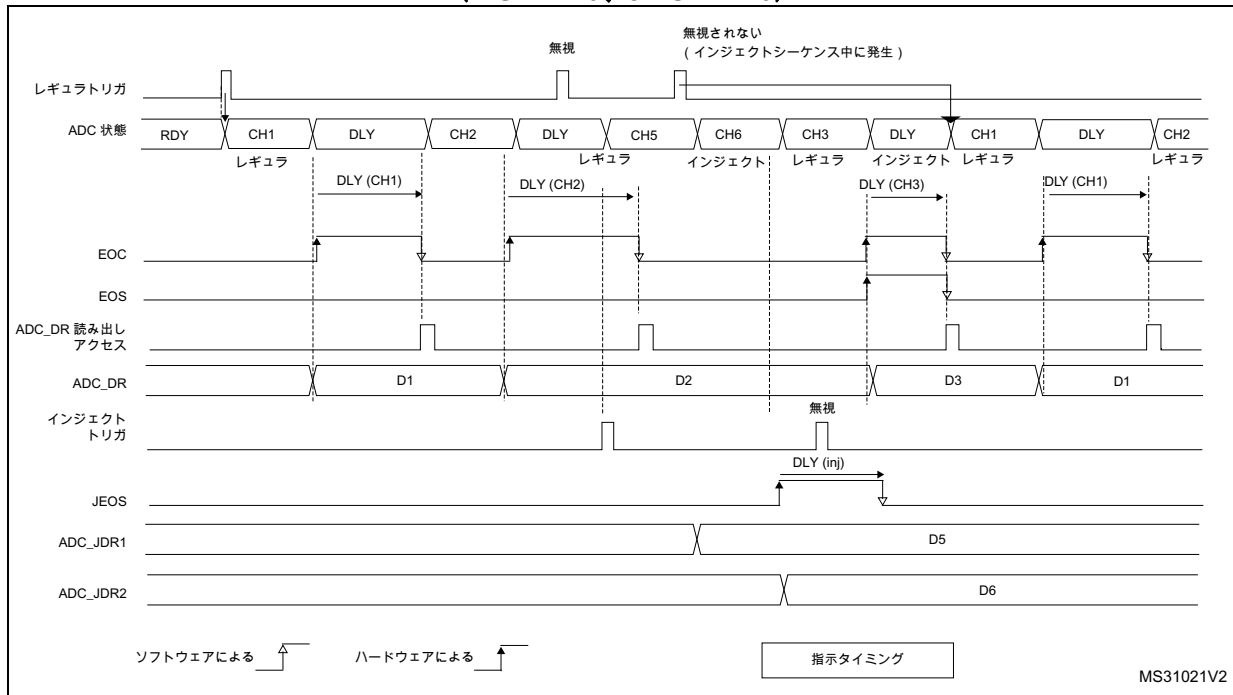 無視
無視されない
(インジェクトシーケンス中に発生)
レギュラトリガ
ADC 状態
RDY CH1 DLY CH2 DLY CH5 CH6 CH3 DLY CH1 DLY CH2
レギュラ レギュラ インジェクト レギュラ インジェクト レギュラ レギュラ
DLY (CH1) DLY (CH2) DLY (CH3) DLY (CH1)
EOC
EOS
ADC_DR 読み出し
アクセス
ADC_DR D1 D2 D3 D1
インジェクト
トリガ
無視
DLY (inj)
JEOS
ADC_JDR1 D5
ADC_JDR2 D6
ソフトウェアによる ハードウェアによる 指示タイミング
MS31021V2